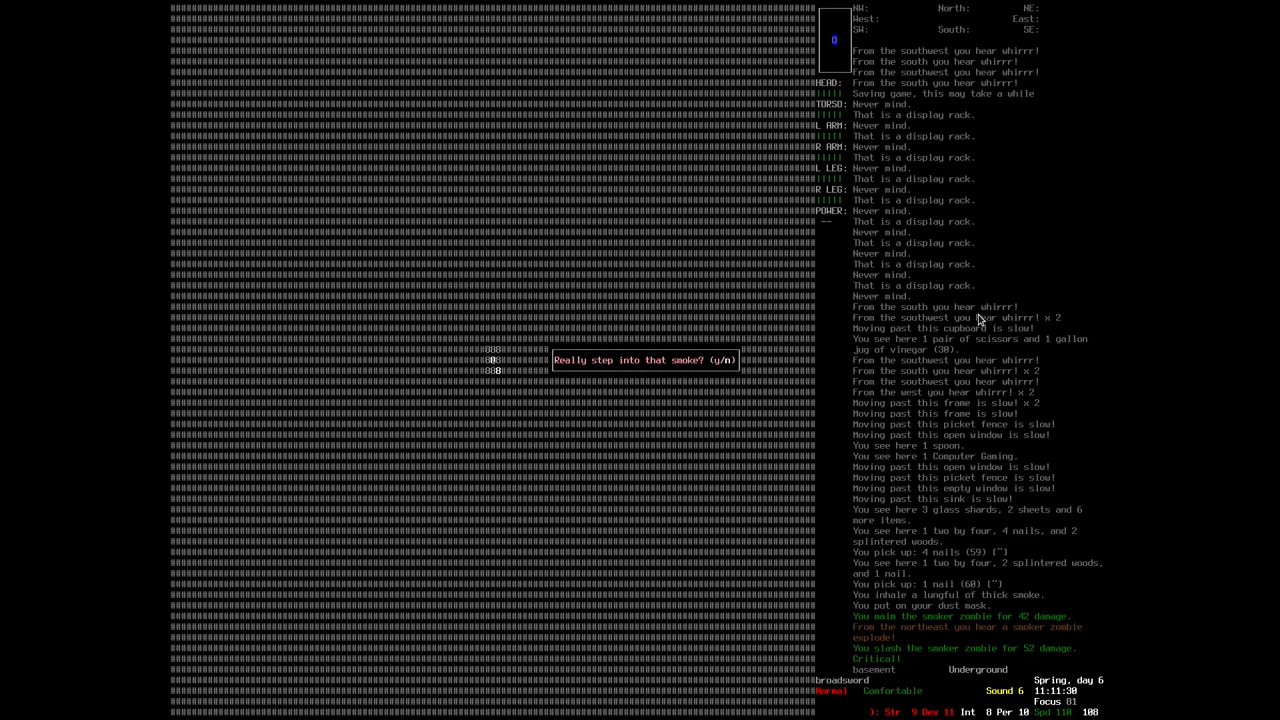 NW: North: NE:
West: East:
SW: South: SE:
From the southwest you hear whirrr!
From the south you hear whirrr!
From the southwest you hear whirrr!
HEAD: From the south you hear whirrr!
||||| Saving game, this may take a while
TORSO: Never mind.
||||| That is a display rack.
L ARM: Never mind.
||||| That is a display rack.
R ARM: Never mind.
||||| That is a display rack.
L LEG: Never mind.
||||| That is a display rack.
R LEG: Never mind.
||||| That is a display rack.
POWER: Never mind.
-- That is a display rack.
Never mind.
That is a display rack.
Never mind.
That is a display rack.
Never mind.
That is a display rack.
Never mind.
From the south you hear whirrr!
From the southwest you hear whirrr! x 2
Moving past this cupboard is slow!
You see here 1 pair of scissors and 1 gallon
jug of vinegar (30).
From the southwest you hear whirrr!
From the south you hear whirrr! x 2
From the southwest you hear whirrr!
From the west you hear whirrr! x 2
Moving past this frame is slow! x 2
Moving past this frame is slow!
Moving past this picket fence is slow!
Moving past this open window is slow!
You see here 1 spoon.
You see here 1 Computer Gaming.
Moving past this open window is slow!
Moving past this picket fence is slow!
Moving past this empty window is slow!
Moving past this sink is slow!
You see here 3 glass shards, 2 sheets and 6
more items.
You see here 1 two by four, 4 nails, and 2
splintered woods.
You pick up: 4 nails (59) ["]
You see here 1 two by four, 2 splintered woods,
and 1 nail.
You pick up: 1 nail (60) ["]
You inhale a lungful of thick smoke.
You put on your dust mask.
You maim the smoker zombie for 42 damage.
From the northeast you hear a smoker zombie
explode!
You slash the smoker zombie for 52 damage.
Critical!
basement Underground
broadsword Spring, day 6
Normal Comfortable Sound 6 11:11:30
Focus 81
): Str 9 Dex 11 Int 8 Per 10 Spd 110 108
888
808
888
Really step into that smoke? (y/n)